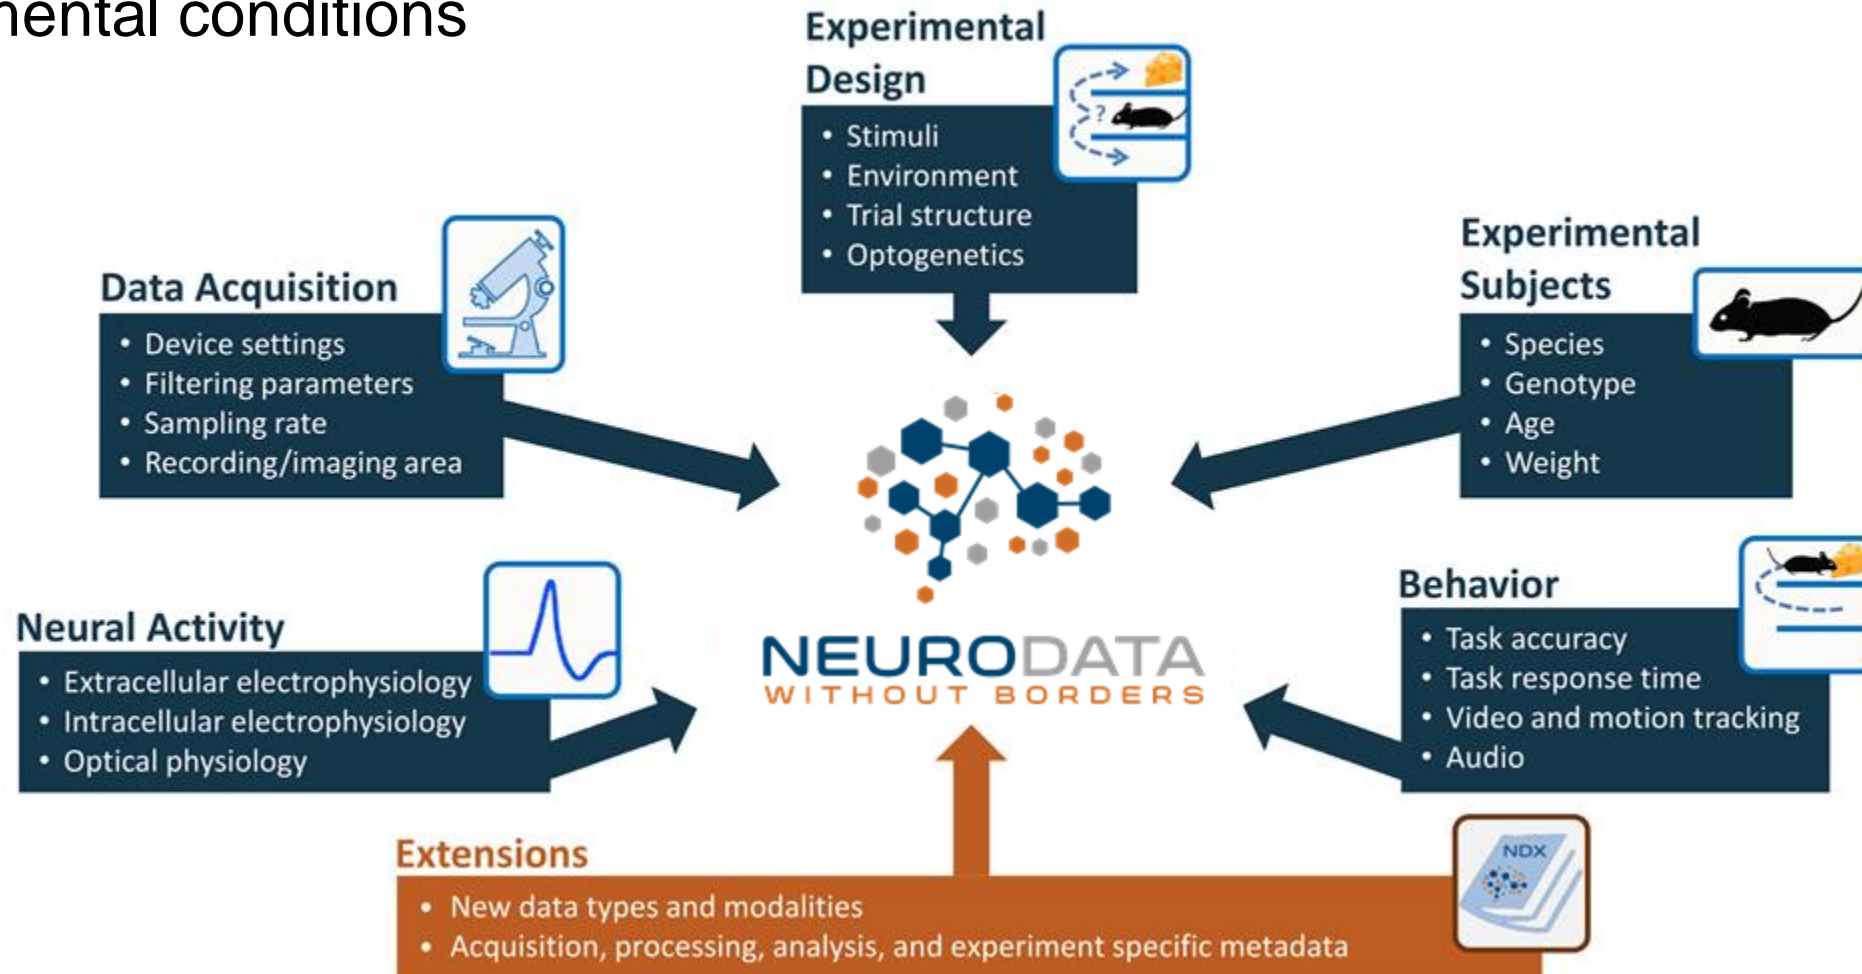 mental conditions
Experimental
Design
• Stimuli
• Environment
• Trial structure
• Optogenetics
?
Data Acquisition
• Device settings
• Filtering parameters
• Sampling rate
• Recording/imaging area
Experimental
Subjects
• Species
• Genotype
• Age
• Weight
Neural Activity
• Extracellular electrophysiology
• Intracellular electrophysiology
• Optical physiology
NEURODATA
WITHOUT BORDERS
Behavior
• Task accuracy
• Task response time
• Video and motion tracking
• Audio
Extensions
• New data types and modalities
• Acquisition, processing, analysis, and experiment specific metadata
NDX